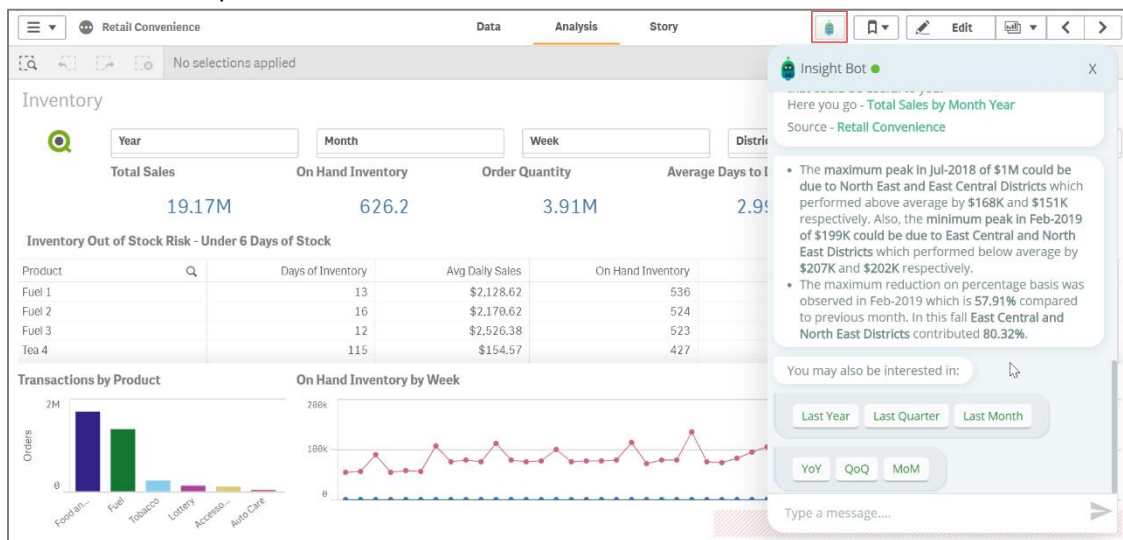 Retail Convenience
Data Analysis Story
Edit
No selections applied
Insight Bot
X
Here you go - Total Sales by Month Year
Source - Retail Convenience
Inventory
Year
Month
Week
Total Sales
On Hand Inventory
Order Quantity
Average Days to
19.17M
626.2
3.91M
Inventory Out of Stock Risk - Under 6 Days of Stock
Product Days of Inventory Avg Daily Sales On Hand Inventory
Fuel 1 13 $2,128.62 536
Fuel 2 16 $2,170.62 524
Fuel 3 12 $2,526.38 523
Tea 4 115 $154.57 427
• The maximum peak in Jul-2018 of $1M could be
due to North East and East Central Districts which
performed above average by $168K and $151K
respectively. Also, the minimum peak in Feb-2019
of $199K could be due to East Central and North
East Districts which performed below average by
$207K and $202K respectively.
• The maximum reduction on percentage basis was
observed in Feb-2019 which is 57.91% compared
to previous month. In this fall East Central and
North East Districts contributed 80.32%.
You may also be interested in:
Last Year Last Quarter Last Month
YoY QoQ MoM
Type a message....
Transactions by Product
2M
Orders
0
Food an...
Fuel
Tobacco
Lottery
Accesso...
Auto Care
On Hand Inventory by Week
200k
100k
0